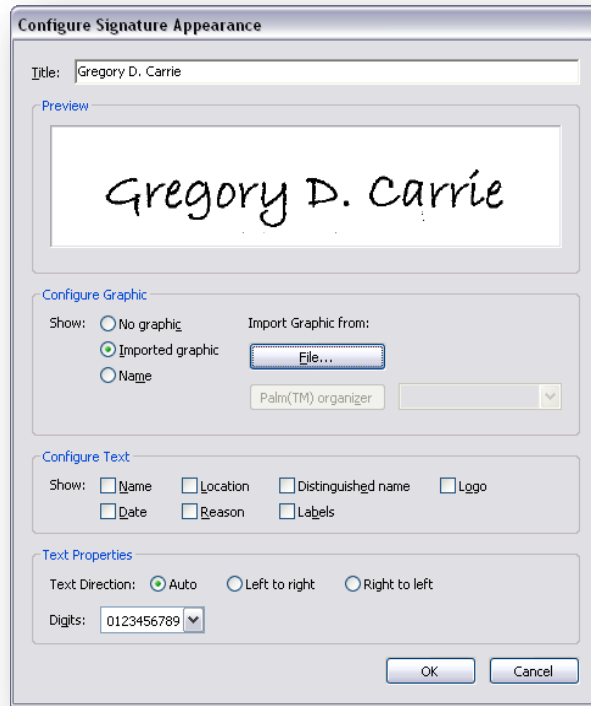 Configure Signature Appearance
Title: Gregory D. Carrie
Preview
Gregory D. Carrie
Configure Graphic
Show: No graphic Import Graphic from:
Imported graphic File...
Name
Palm(TM) organizer
Configure Text
Show: Name Location Distinguished name Logo
Date Reason Labels
Text Properties
Text Direction: Auto Left to right Right to left
Digits: 0123456789
OK Cancel